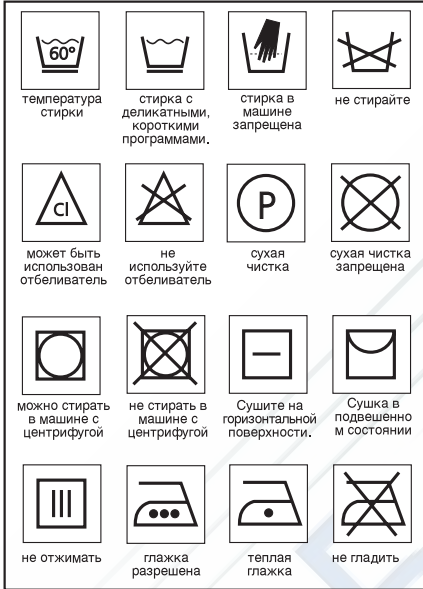 60°
температура
стирки
стирка с
деликатными,
короткими
программами.
стирка в
машине
запрещена
не стирайте
Cl
может быть
использован
отбеливатель
не
используйте
отбеливатель
P
сухая
чистка
сухая чистка
запрещена
можно стирать
в машине с
центрифугой
не стирать в
машине с
центрифугой
Сушите на
горизонтальной
поверхности.
Сушка в
подвешенно
м состоянии
не отжимать
глажка
разрешена
теплая
глажка
не гладить